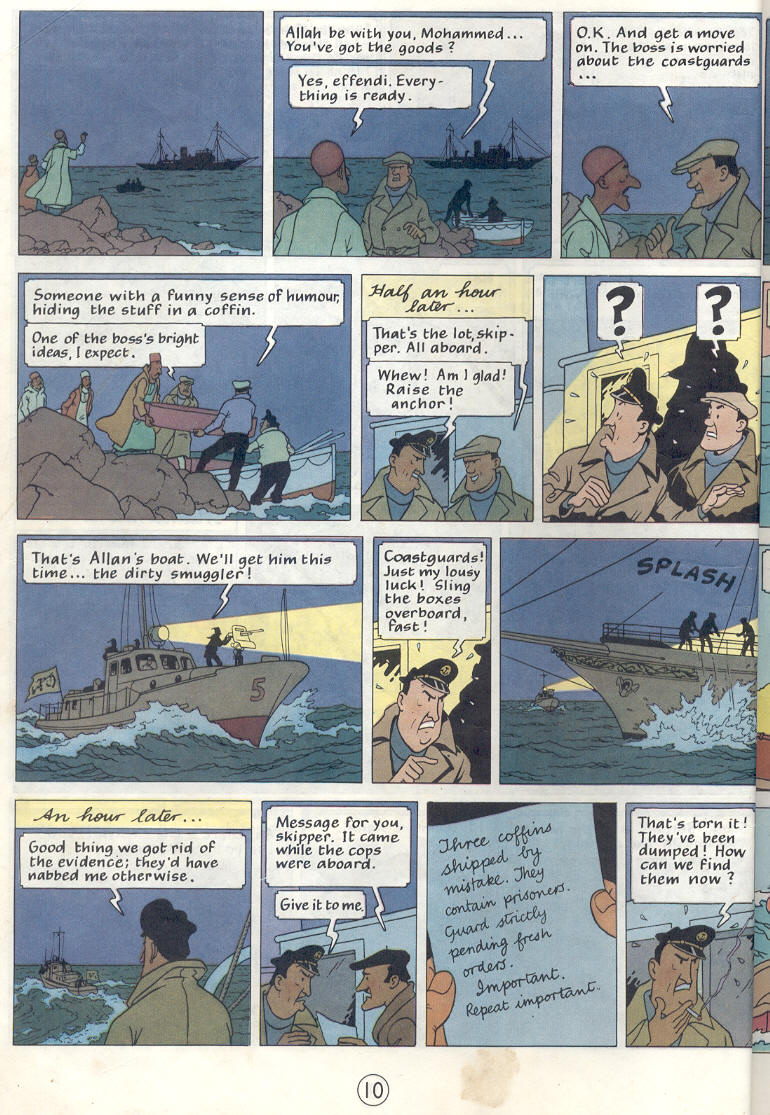 Allah be with you, Mohammed...
You've got the goods?
Yes, effendi. Every-
thing is ready.
O.K. And get a move
on. The boss is worried
about the coastguards
...
Someone with a funny sense of humour,
hiding the stuff in a coffin.
One of the boss's bright
ideas, I expect.
Half an hour
later...
That's the lot, skip-
per. All aboard.
Whew! Am I glad!
Raise the
anchor!
?
?
That's Allan's boat. We'll get him this
time... the dirty smuggler!
5
Coastguards!
Just my lousy
luck! Sling
the boxes
overboard,
fast!
SPLASH
An hour later...
Good thing we got rid of
the evidence; they'd have
nabbed me otherwise.
Message for you,
skipper. It came
while the cops
were aboard.
Give it to me.
Three coffins
shipped by
mistake. They
contain prisoners.
Guard strictly
pending fresh
orders.
Important.
Repeat important.
That's torn it!
They've been
dumped! How
can we find
them now?
10